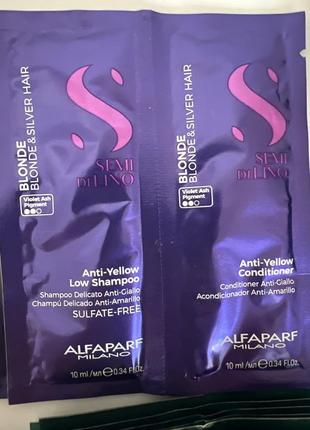 BLONDE
BLONDE & SILVER HAIR
Violet Ash
Pigment
S
SEMI
DI LINO
Anti-Yellow
Low Shampoo
Shampoo Delicato Anti-Giallo
Champú Delicado Anti-Amarillo
SULFATE-FREE
ALFAPARF
MILANO
10 ml/мл ℮ 0.34 Fl.Oz.
BLONDE
BLONDE & SILVER HAIR
Violet Ash
Pigment
S
SEMI
DI LINO
Anti-Yellow
Conditioner
Conditioner Anti-Giallo
Acondicionador Anti-Amarillo
ALFAPARF
MILANO
10 ml/мл ℮ 0.34 Fl.Oz.